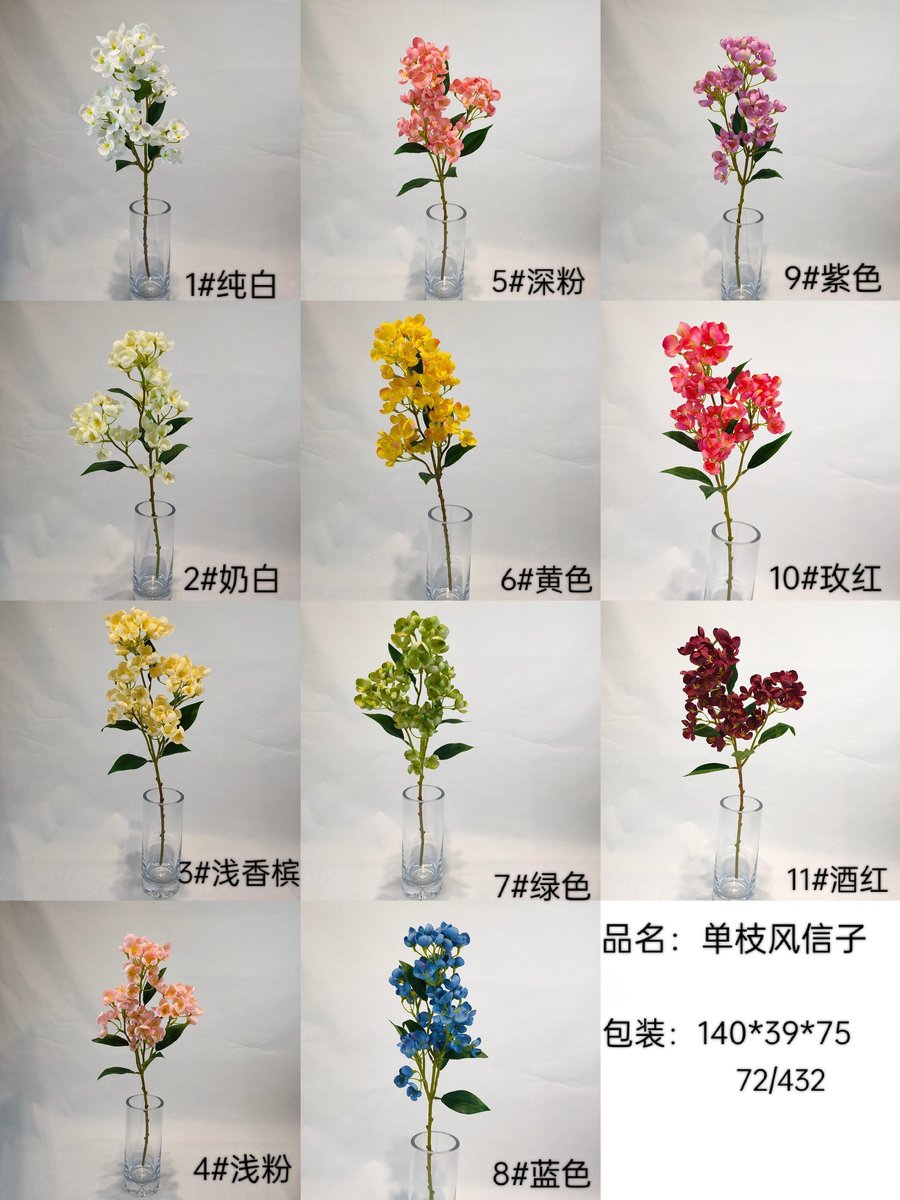 1#纯白
5#深粉
9#紫色
2#奶白
6#黄色
10#玫红
3#浅香槟
7#绿色
11#酒红
4#浅粉
8#蓝色
品名：单枝风信子
包装：140*39*75
72/432